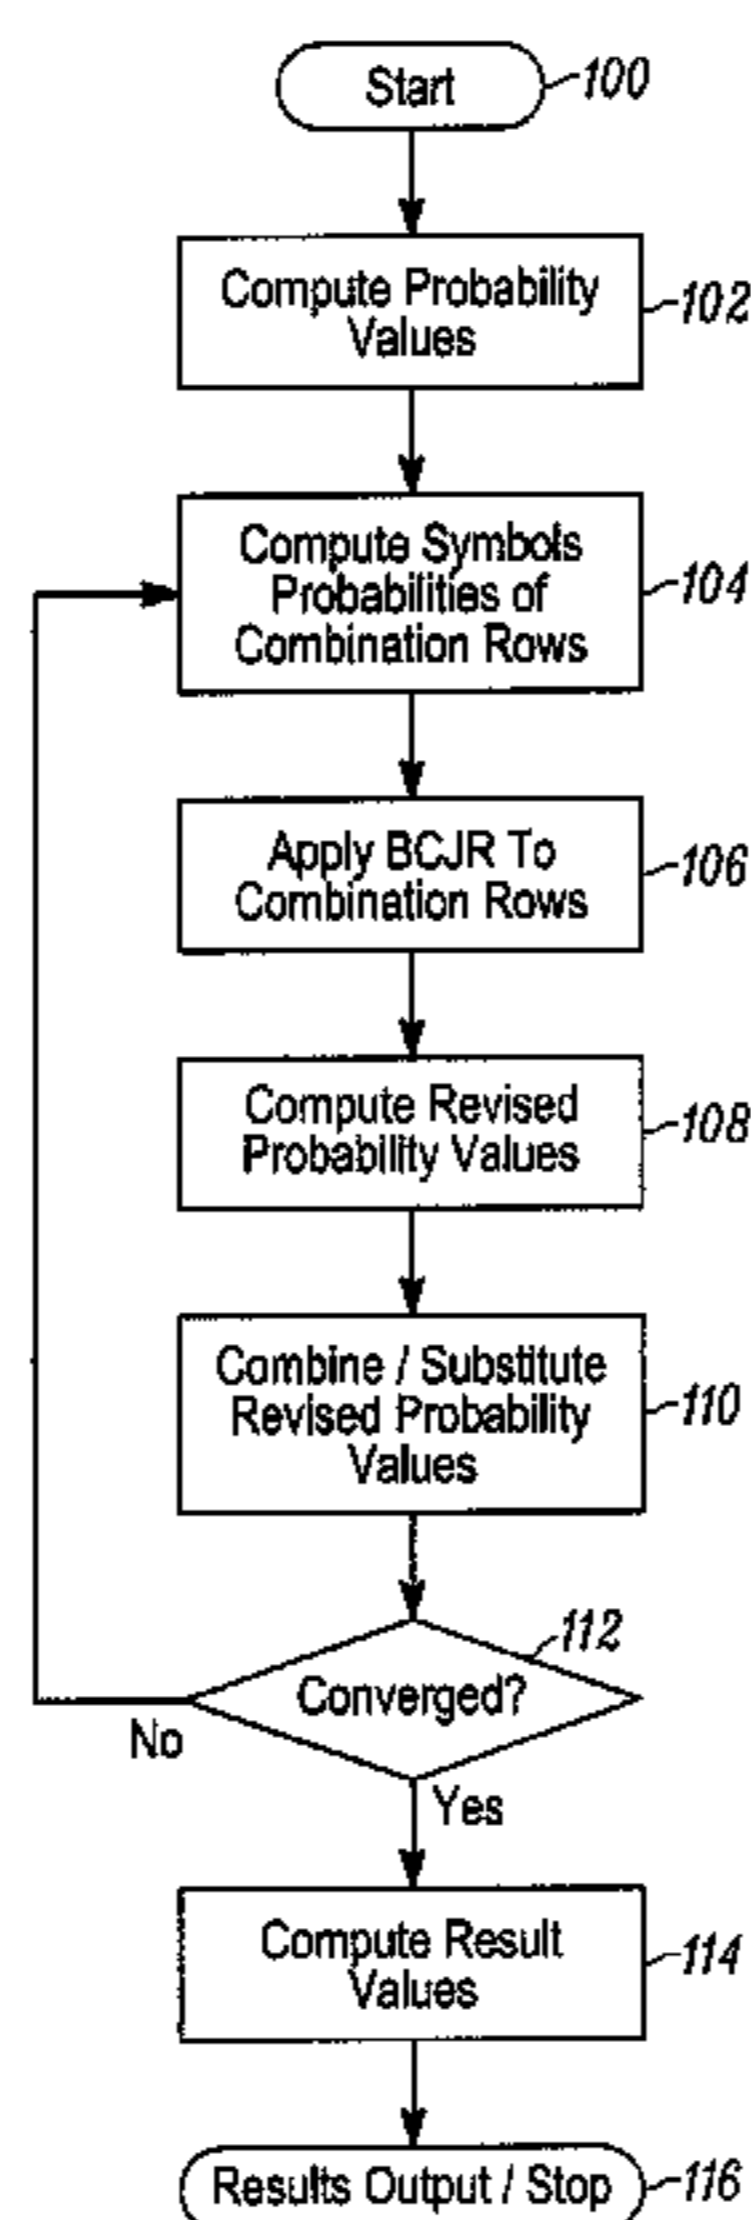 Start
100
Compute Probability
Values
102
Compute Symbols
Probabilities of
Combination Rows
104
Apply BCJR To
Combination Rows
106
Compute Revised
Probability Values
108
Combine / Substitute
Revised Probability
Values
110
112
Converged?
No
Yes
Compute Result
Values
114
Results Output / Stop
116